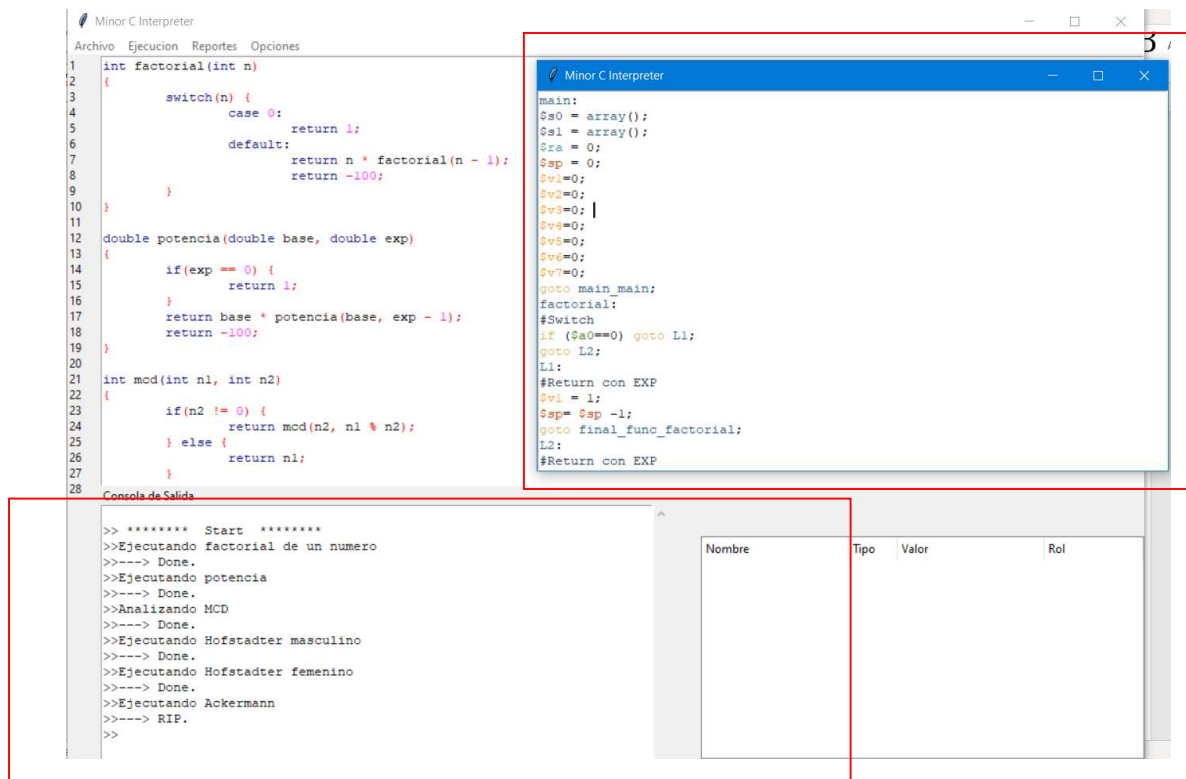 Minor C Interpreter
Archivo Ejecucion Reportes Opciones
1 int factorial(int n)
2 {
3 switch(n) {
4 case 0:
5 return 1;
6 default:
7 return n * factorial(n - 1);
8 return -100;
9 }
10 }
11
12 double potencia(double base, double exp)
13 {
14 if(exp == 0) {
15 return 1;
16 }
17 return base * potencia(base, exp - 1);
18 return -100;
19 }
20
21 int mcd(int n1, int n2)
22 {
23 if(n2 != 0) {
24 return mcd(n2, n1 % n2);
25 } else {
26 return n1;
27 }
28
Minor C Interpreter
main:
$s0 = array();
$s1 = array();
$ra = 0;
$sp = 0;
$v1=0;
$v2=0;
$v3=0;
$v4=0;
$v5=0;
$v6=0;
$v7=0;
goto main_main;
factorial:
#Switch
if ($a0==0) goto L1;
goto L2;
L1:
#Return con EXP
$v1 = 1;
$sp= $sp -1;
goto final_func_factorial;
L2:
#Return con EXP
Consola de Salida
>> ******** Start ********
>>Ejecutando factorial de un numero
>>---> Done.
>>Ejecutando potencia
>>---> Done.
>>Analizando MCD
>>---> Done.
>>Ejecutando Hofstadter masculino
>>---> Done.
>>Ejecutando Hofstadter femenino
>>---> Done.
>>Ejecutando Ackermann
>>---> RIP.
>>
Nombre Tipo Valor Rol